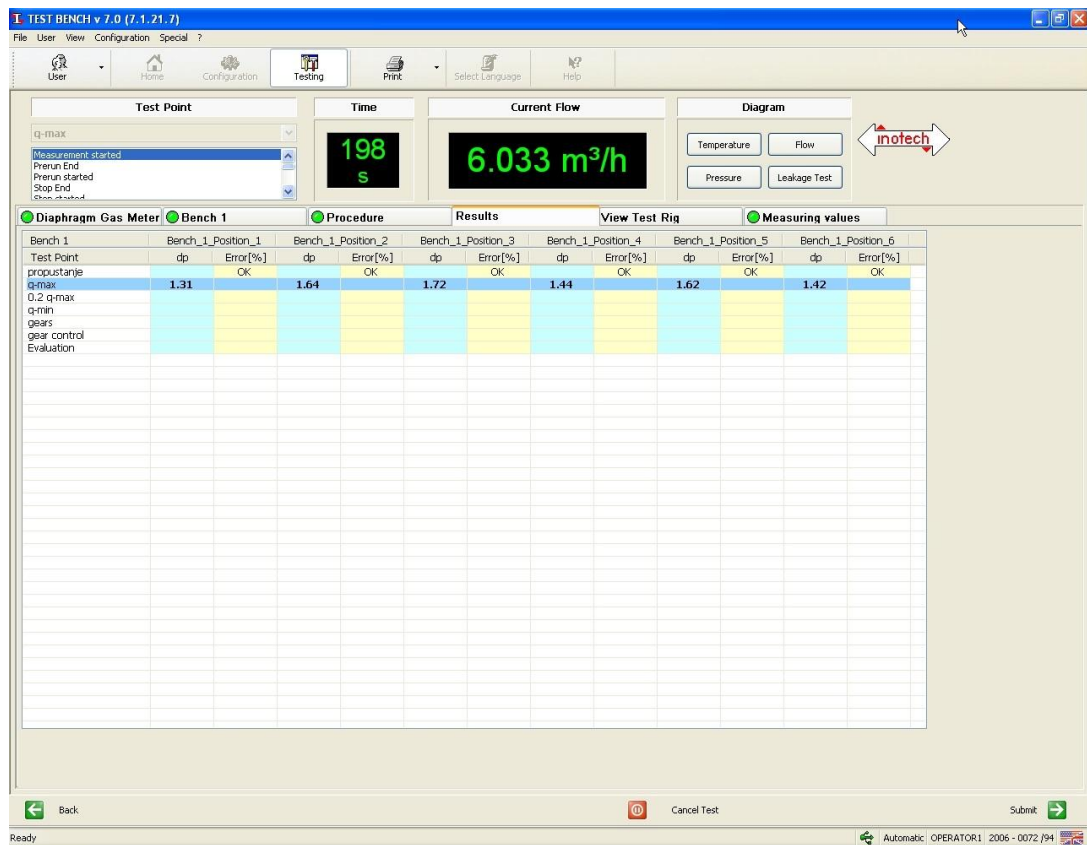 TEST BENCH v 7.0 (7.1.21.7)
File User View Configuration Special ?
User Home Configuration Testing Print Select Language Help
Test Point Time Current Flow Diagram
q-max
Measurement started
Prerun End
Prerun started
Stop End
Stop started
198
s
6.033 m³/h
Temperature Flow
Pressure Leakage Test
inotech
Diaphragm Gas Meter Bench 1 Procedure Results View Test Rig Measuring values
Bench 1 Bench_1_Position_1 Bench_1_Position_2 Bench_1_Position_3 Bench_1_Position_4 Bench_1_Position_5 Bench_1_Position_6
Test Point dp Error[%] dp Error[%] dp Error[%] dp Error[%] dp Error[%] dp Error[%]
propustanje OK OK OK OK OK OK
q-max 1.31 1.64 1.72 1.44 1.62 1.42
0.2 q-max
q-min
gears
gear control
Evaluation
Back Cancel Test Submit
Ready Automatic OPERATOR1 2006 - 0072 /94